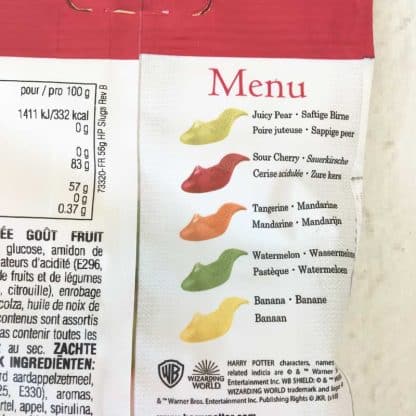 pour / pro 100 g
1411 kJ/332 kcal
0 g
0 g
83 g
57 g
0 g
0.37 g
73320-FR 56g HP Slugs Rev B
ÉE GOÛT FRUIT
glucose, amidon de
ateurs d'acidité (E296,
de fruits et de légumes
, citrouille), enrobage
colza, huile de noix de
contenus sont assortis
as contenir toutes les
au sec. ZACHTE
K INGREDIËNTEN:
rd aardappelzetmeel,
25, E330), aromas,
rtel, appel, spirulina,
Menu
Juicy Pear · Saftige Birne
Poire juteuse · Sappige peer
Sour Cherry · Sauerkirsche
Cerise acidulée · Zure kers
Tangerine · Mandarine
Mandarine · Mandarijn
Watermelon · Wassermelone
Pastèque · Watermeloen
Banana · Banane
Banaan
WB
WIZARDING
WORLD
HARRY POTTER characters, names
related indicia are © & ™ Warner B
Entertainment Inc. WB SHIELD: © & ™ WB
WIZARDING WORLD trademark and
& ™ Warner Bros. Entertainment Inc. Publishing Rights © JKR.